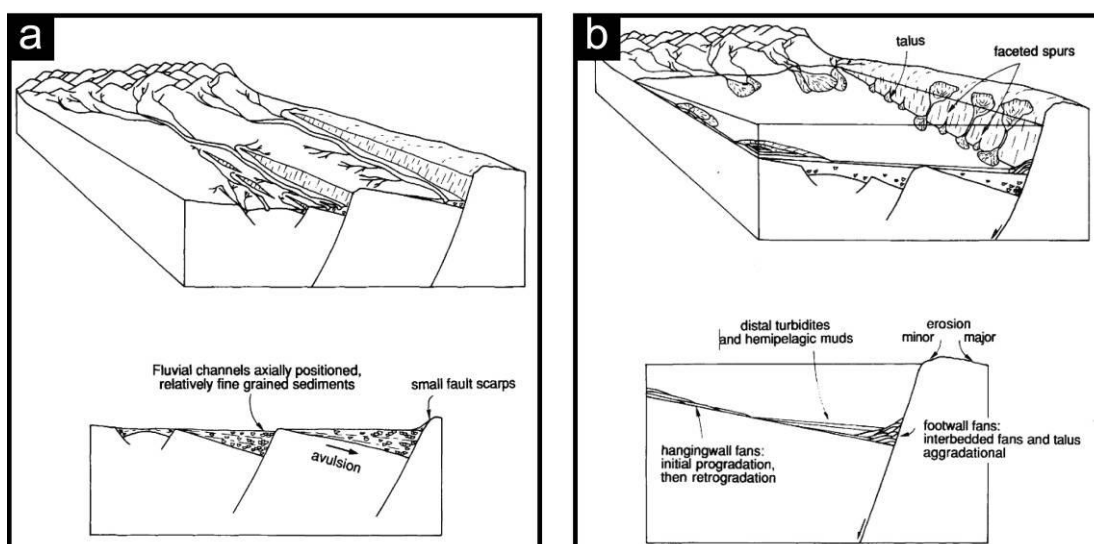 a
Fluvial channels axially positioned,
relatively fine grained sediments
small fault scarps
avulsion
b
talus
faceted spurs
distal turbidites
and hemipelagic muds
erosion
minor major
hangingwall fans:
initial progradation,
then retrogradation
footwall fans:
interbedded fans and talus
aggradational